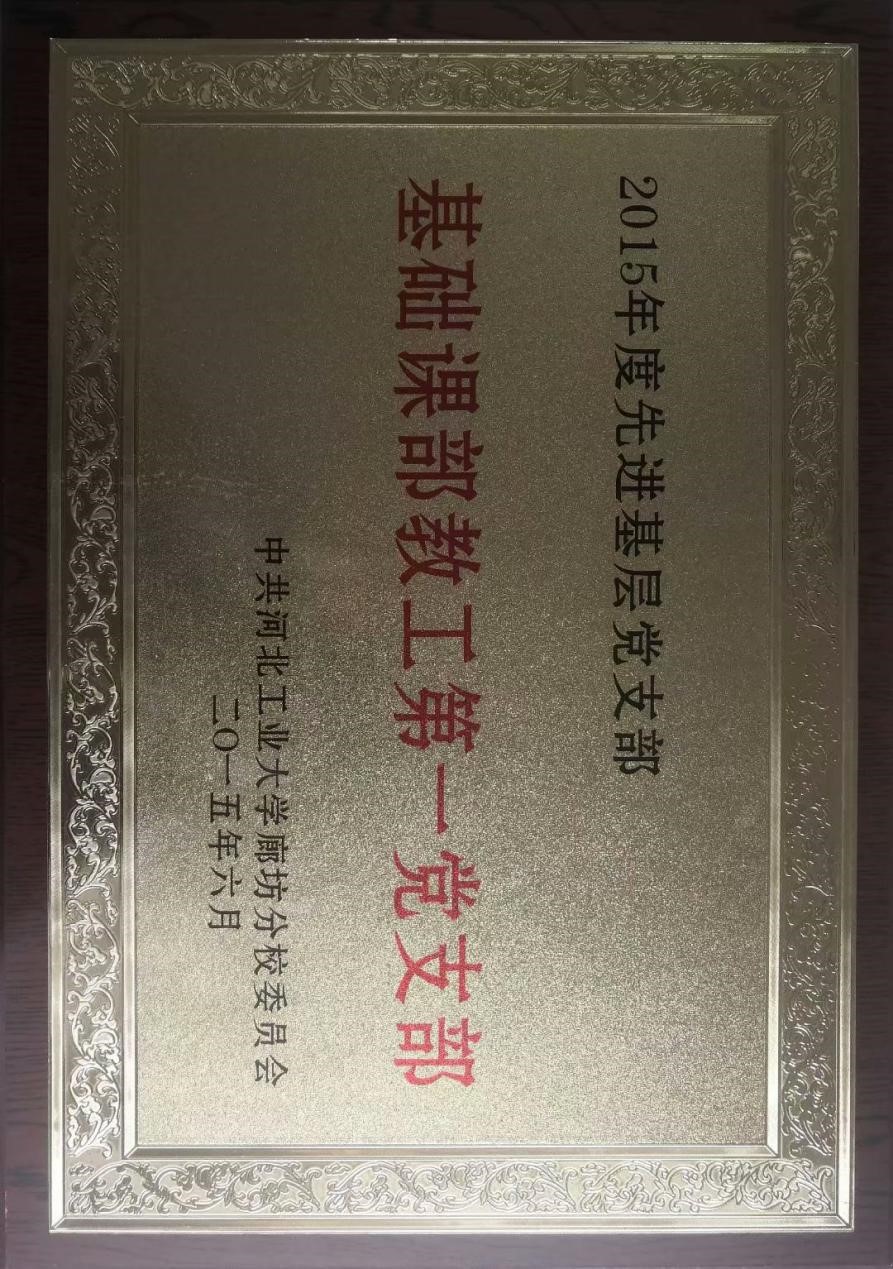 2015年度先进基层党支部
基础课部教工第一党支部
中共河北工业大学廊坊分校委员会
二〇一五年六月